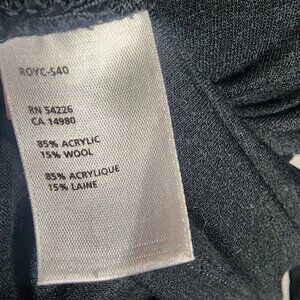 ROYC-S40
RN 54226
CA 14980
85% ACRYLIC
15% WOOL
85% ACRYLIQUE
15% LAINE